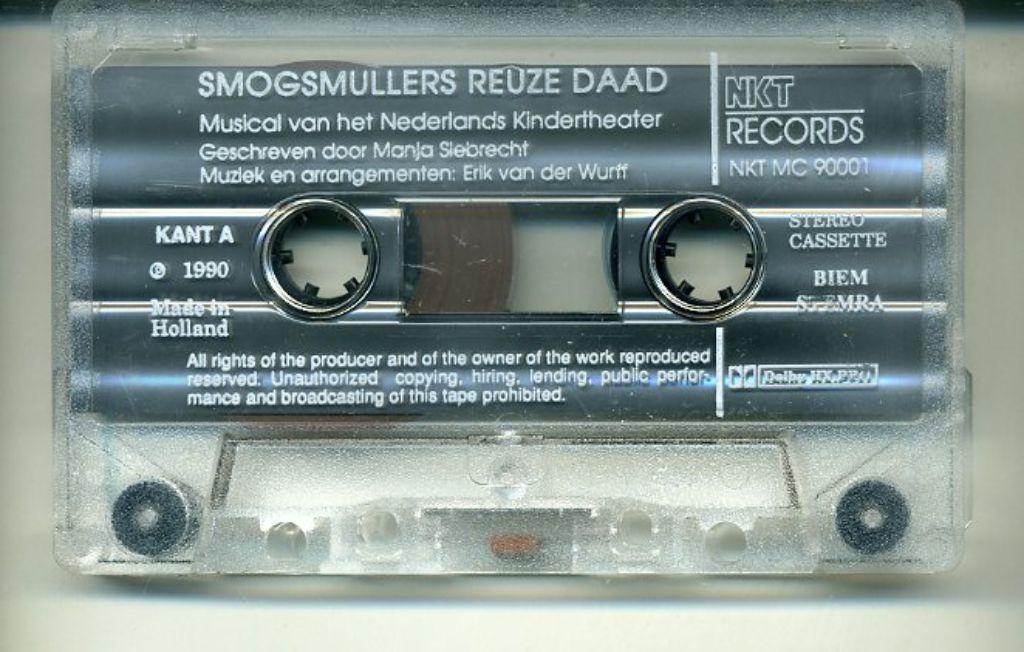 SMOGSMULLERS REUZE DAAD
Musical van het Nederlands Kindertheater
Geschreven door Manja Siebrecht
Muziek en arrangementen: Erik van der Wurff
NKT
RECORDS
NKT MC 90001
KANT A
℗ 1990
Made in
Holland
STEREO
CASSETTE
BIEM
STEMRA
All rights of the producer and of the owner of the work reproduced
reserved. Unauthorized copying, hiring, lending, public perfor-
mance and broadcasting of this tape prohibited.
Dolby HX PRO